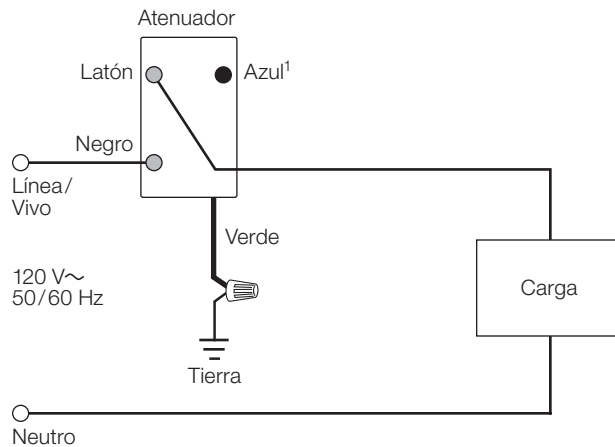 Atenuador
Latón
Azul¹
Negro
Línea/
Vivo
Verde
120 V~
50/60 Hz
Carga
Tierra
Neutro